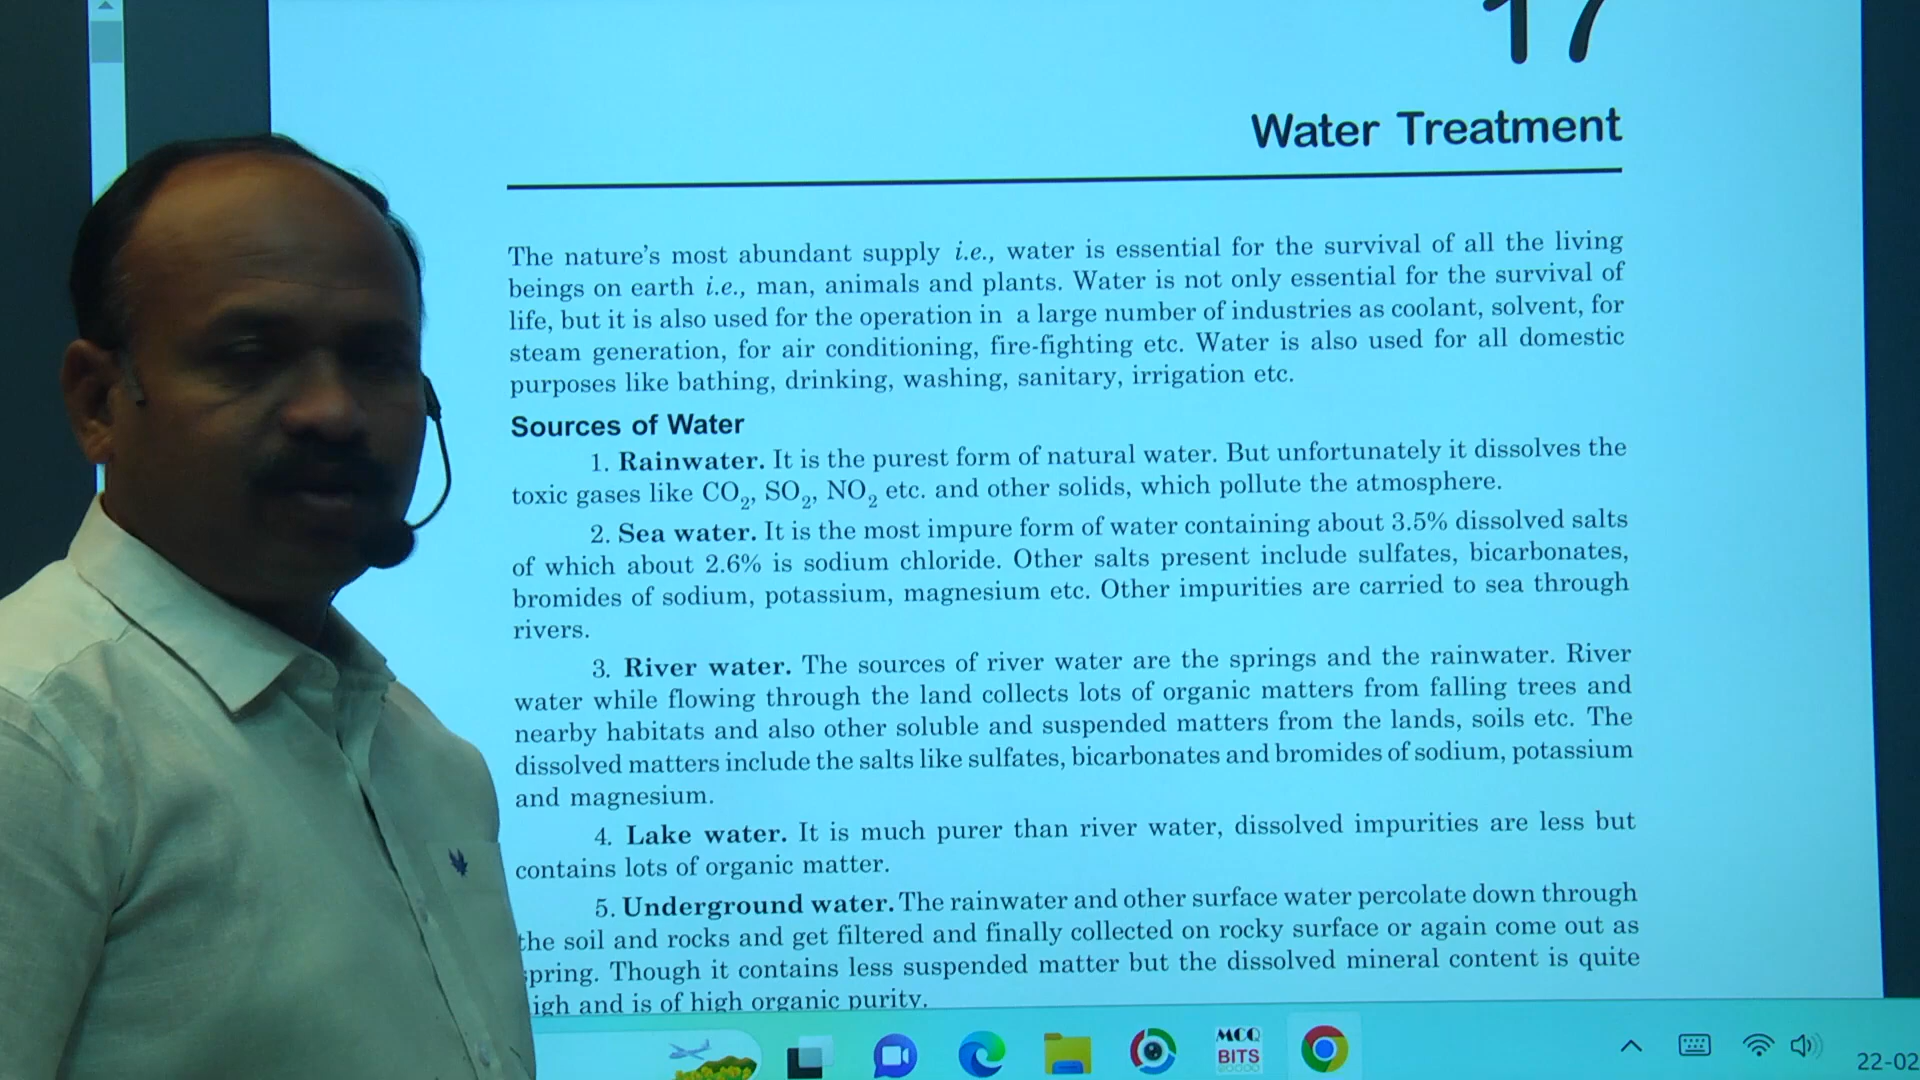 17
Water Treatment
The nature's most abundant supply i.e., water is essential for the survival of all the living
beings on earth i.e., man, animals and plants. Water is not only essential for the survival of
life, but it is also used for the operation in a large number of industries as coolant, solvent, for
steam generation, for air conditioning, fire-fighting etc. Water is also used for all domestic
purposes like bathing, drinking, washing, sanitary, irrigation etc.
Sources of Water
1. Rainwater. It is the purest form of natural water. But unfortunately it dissolves the
toxic gases like CO₂, SO₂, NO₂ etc. and other solids, which pollute the atmosphere.
2. Sea water. It is the most impure form of water containing about 3.5% dissolved salts
of which about 2.6% is sodium chloride. Other salts present include sulfates, bicarbonates,
bromides of sodium, potassium, magnesium etc. Other impurities are carried to sea through
rivers.
3. River water. The sources of river water are the springs and the rainwater. River
water while flowing through the land collects lots of organic matters from falling trees and
nearby habitats and also other soluble and suspended matters from the lands, soils etc. The
dissolved matters include the salts like sulfates, bicarbonates and bromides of sodium, potassium
and magnesium.
4. Lake water. It is much purer than river water, dissolved impurities are less but
contains lots of organic matter.
5. Underground water. The rainwater and other surface water percolate down through
the soil and rocks and get filtered and finally collected on rocky surface or again come out as
spring. Though it contains less suspended matter but the dissolved mineral content is quite
igh and is of high organic purity.
MCQ
BITS
22-02